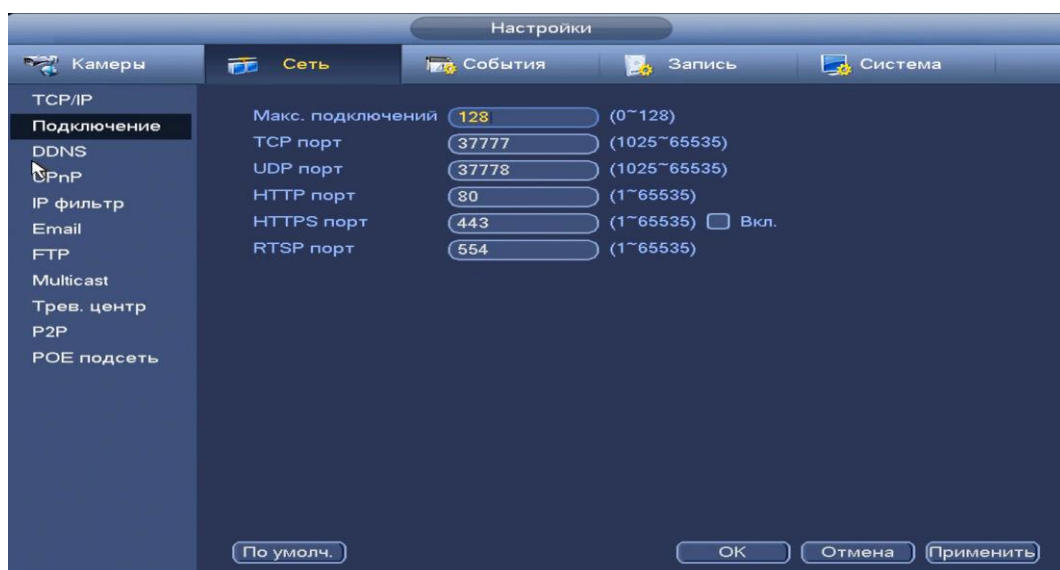 Настройки
Камеры Сеть События Запись Система
TCP/IP
Подключение
DDNS
UPnP
IP фильтр
Email
FTP
Multicast
Трев. центр
P2P
POE подсеть
Макс. подключений 128 (0~128)
TCP порт 37777 (1025~65535)
UDP порт 37778 (1025~65535)
HTTP порт 80 (1~65535)
HTTPS порт 443 (1~65535) Вкл.
RTSP порт 554 (1~65535)
По умолч. OK Отмена Применить